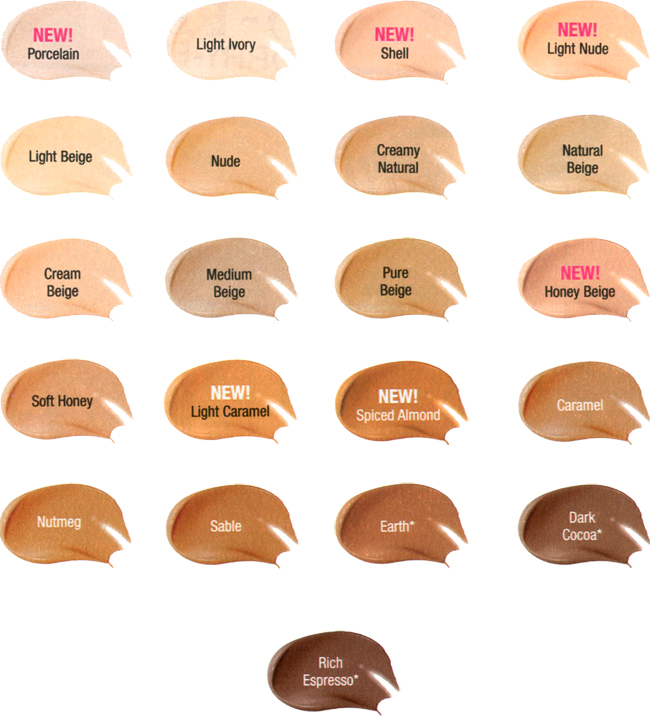 NEW!
Porcelain
Light Ivory
NEW!
Shell
NEW!
Light Nude
Light Beige
Nude
Creamy
Natural
Natural
Beige
Cream
Beige
Medium
Beige
Pure
Beige
NEW!
Honey Beige
Soft Honey
NEW!
Light Caramel
NEW!
Spiced Almond
Caramel
Nutmeg
Sable
Earth*
Dark
Cocoa*
Rich
Espresso*